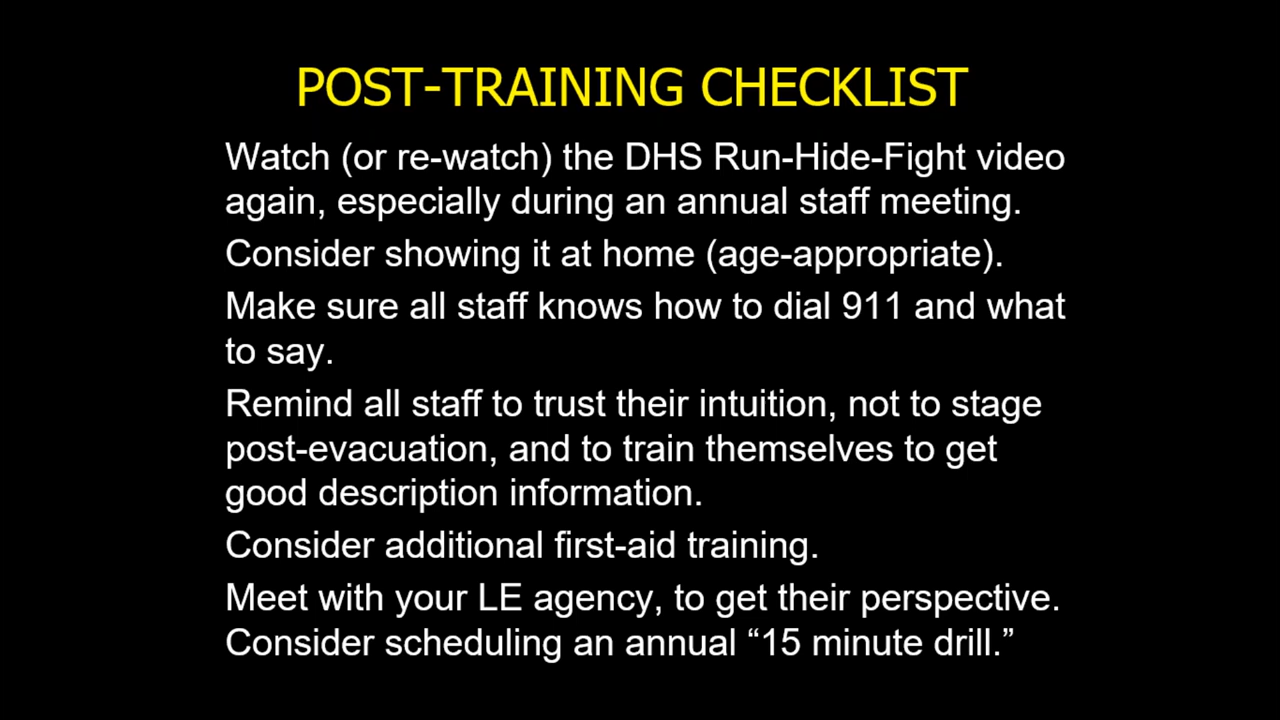 POST-TRAINING CHECKLIST
Watch (or re-watch) the DHS Run-Hide-Fight video
again, especially during an annual staff meeting.
Consider showing it at home (age-appropriate).
Make sure all staff knows how to dial 911 and what
to say.
Remind all staff to trust their intuition, not to stage
post-evacuation, and to train themselves to get
good description information.
Consider additional first-aid training.
Meet with your LE agency, to get their perspective.
Consider scheduling an annual “15 minute drill.”